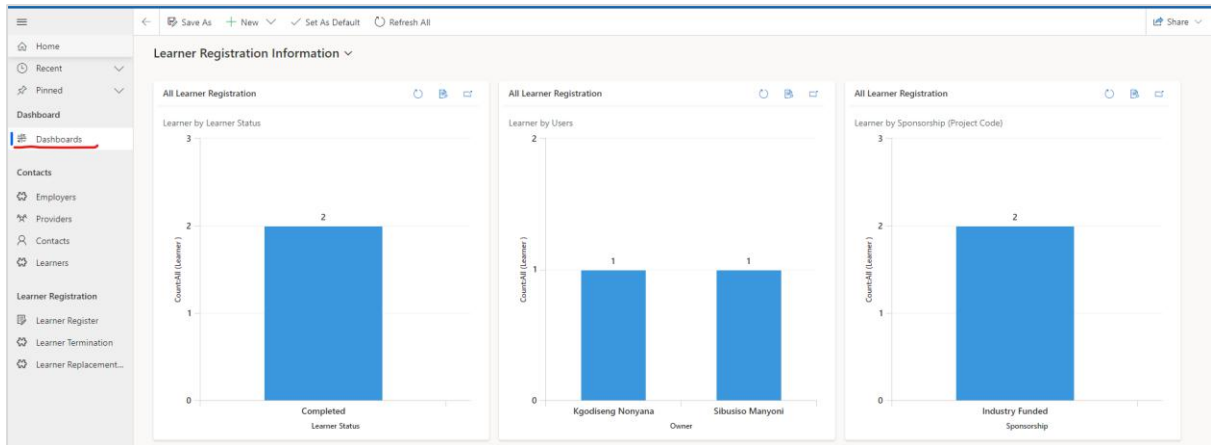 Save As
New
Set As Default
Refresh All
Share
Home
Recent
Pinned
Dashboard
Dashboards
Contacts
Employers
Providers
Contacts
Learners
Learner Registration
Learner Register
Learner Termination
Learner Replacement...
Learner Registration Information
All Learner Registration
Learner by Learner Status
3
2
1
0
Count:All (Learner )
2
Completed
Learner Status
All Learner Registration
Learner by Users
2
1
0
Count:All (Learner )
1
1
Kgodiseng Nonyana
Sibusiso Manyoni
Owner
All Learner Registration
Learner by Sponsorship (Project Code)
3
2
1
0
Count:All (Learner )
2
Industry Funded
Sponsorship